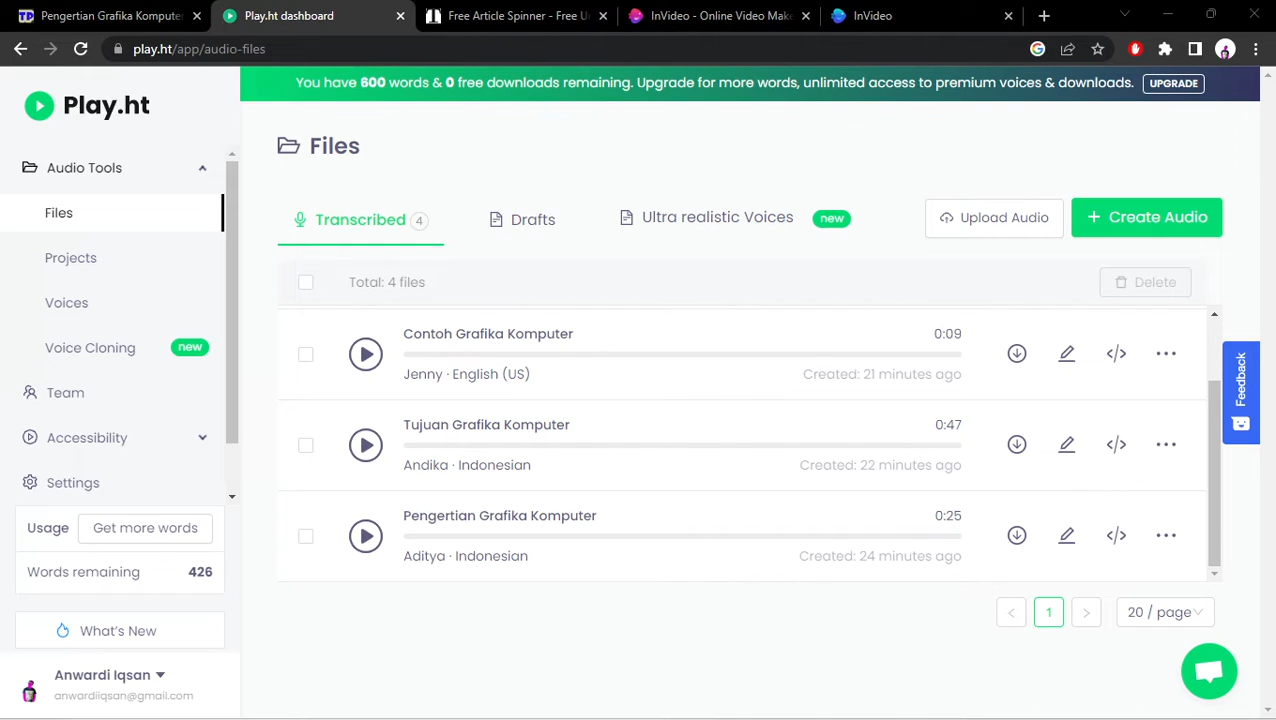 Pengertian Grafika Komputer
Play.ht dashboard
Free Article Spinner - Free U
InVideo - Online Video Make
InVideo
play.ht/app/audio-files
You have 600 words & 0 free downloads remaining. Upgrade for more words, unlimited access to premium voices & downloads.
UPGRADE
Play.ht
Audio Tools
Files
Projects
Voices
Voice Cloning new
Team
Accessibility
Settings
Usage
Get more words
Words remaining 426
What's New
Anwardi Iqsan
anwardiiqsan@gmail.com
Files
Transcribed 4
Drafts
Ultra realistic Voices new
Upload Audio
+ Create Audio
Total: 4 files
Delete
Contoh Grafika Komputer 0:09
Jenny · English (US) Created: 21 minutes ago
Tujuan Grafika Komputer 0:47
Andika · Indonesian Created: 22 minutes ago
Pengertian Grafika Komputer 0:25
Aditya · Indonesian Created: 24 minutes ago
< 1 > 20 / page
Feedback